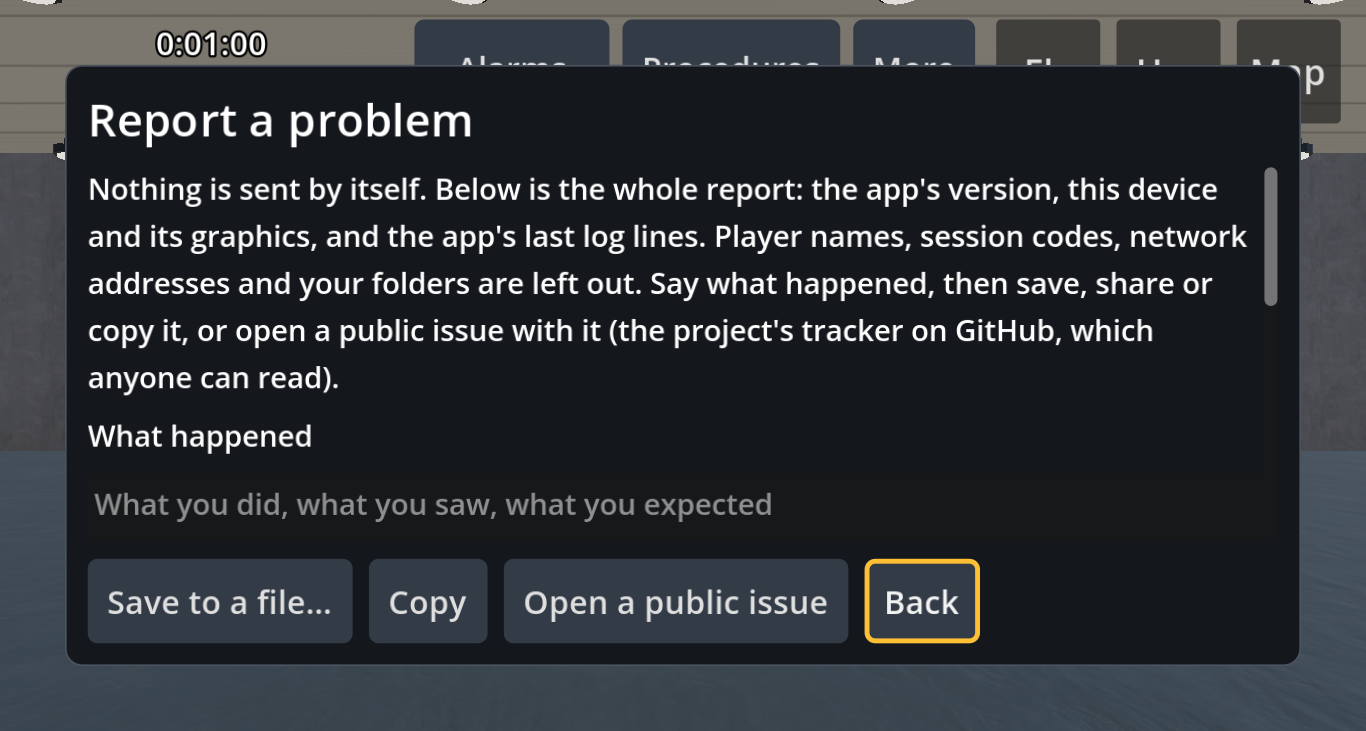 0:01:00
Alarms Procedures More Map
Report a problem
Nothing is sent by itself. Below is the whole report: the app's version, this device
and its graphics, and the app's last log lines. Player names, session codes, network
addresses and your folders are left out. Say what happened, then save, share or
copy it, or open a public issue with it (the project's tracker on GitHub, which
anyone can read).
What happened
What you did, what you saw, what you expected
Save to a file... Copy Open a public issue Back